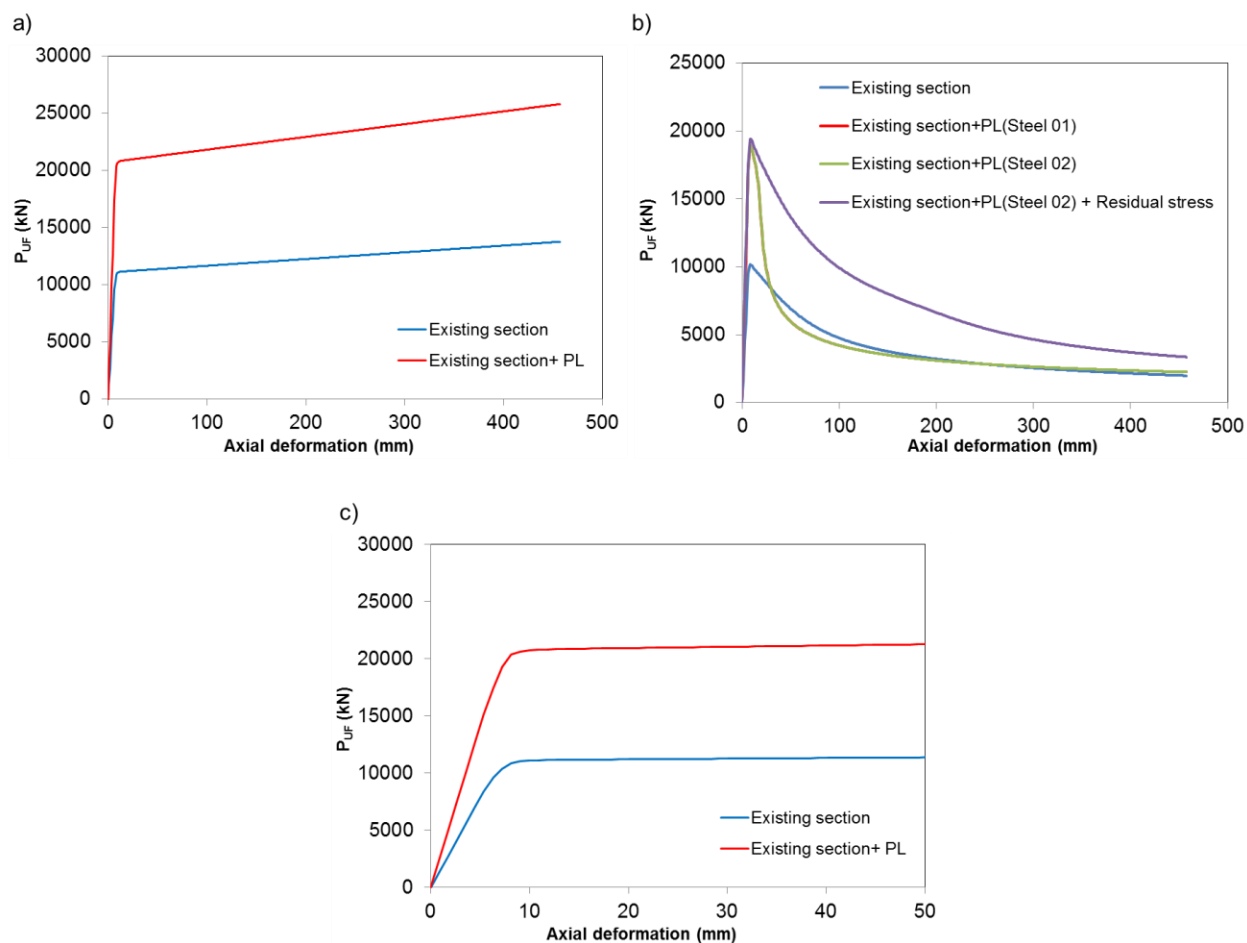 a)
30000
25000
20000
15000
10000
5000
0
P_UF (kN)
0 100 200 300 400 500
Axial deformation (mm)
Existing section
Existing section+ PL
b)
25000
20000
15000
10000
5000
0
P_UF (kN)
0 100 200 300 400 500
Axial deformation (mm)
Existing section
Existing section+PL(Steel 01)
Existing section+PL(Steel 02)
Existing section+PL(Steel 02) + Residual stress
c)
30000
25000
20000
15000
10000
5000
0
P_UF (kN)
0 10 20 30 40 50
Axial deformation (mm)
Existing section
Existing section+ PL